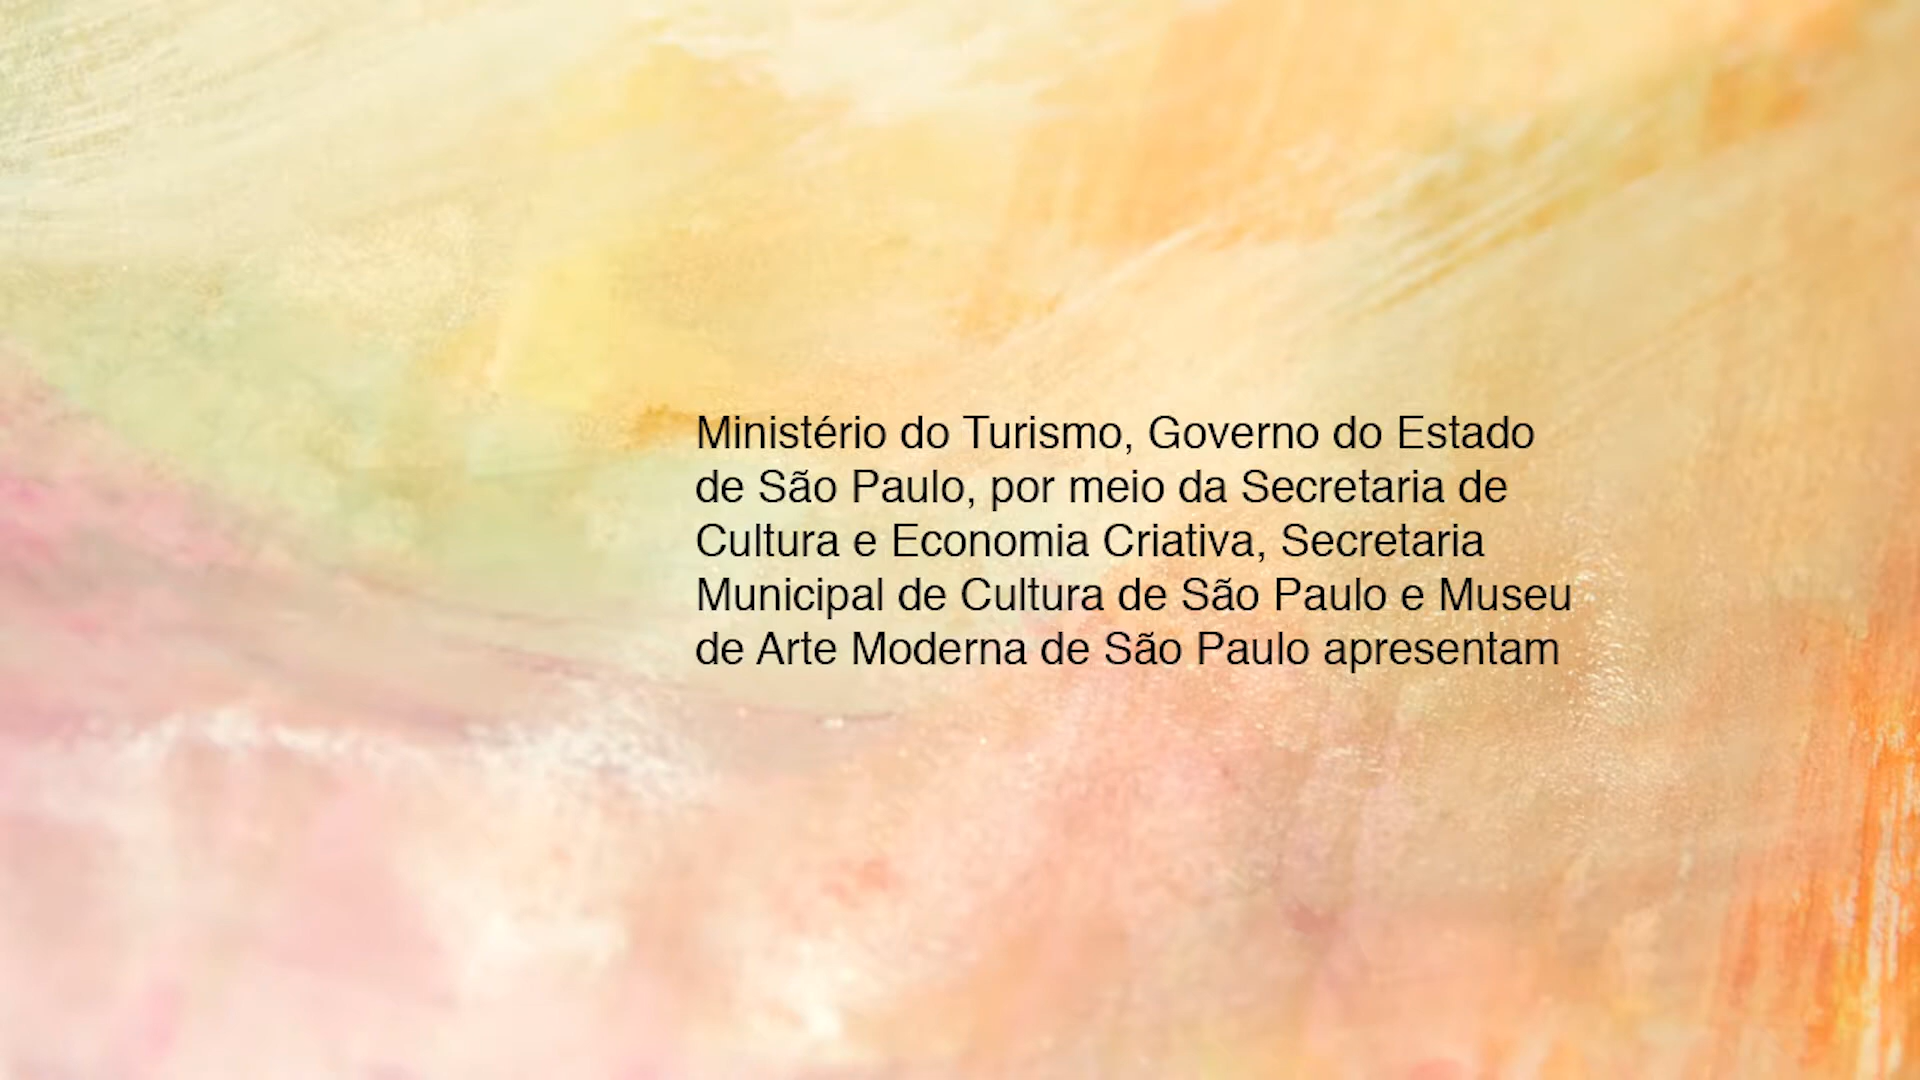 Ministério do Turismo, Governo do Estado
de São Paulo, por meio da Secretaria de
Cultura e Economia Criativa, Secretaria
Municipal de Cultura de São Paulo e Museu
de Arte Moderna de São Paulo apresentam